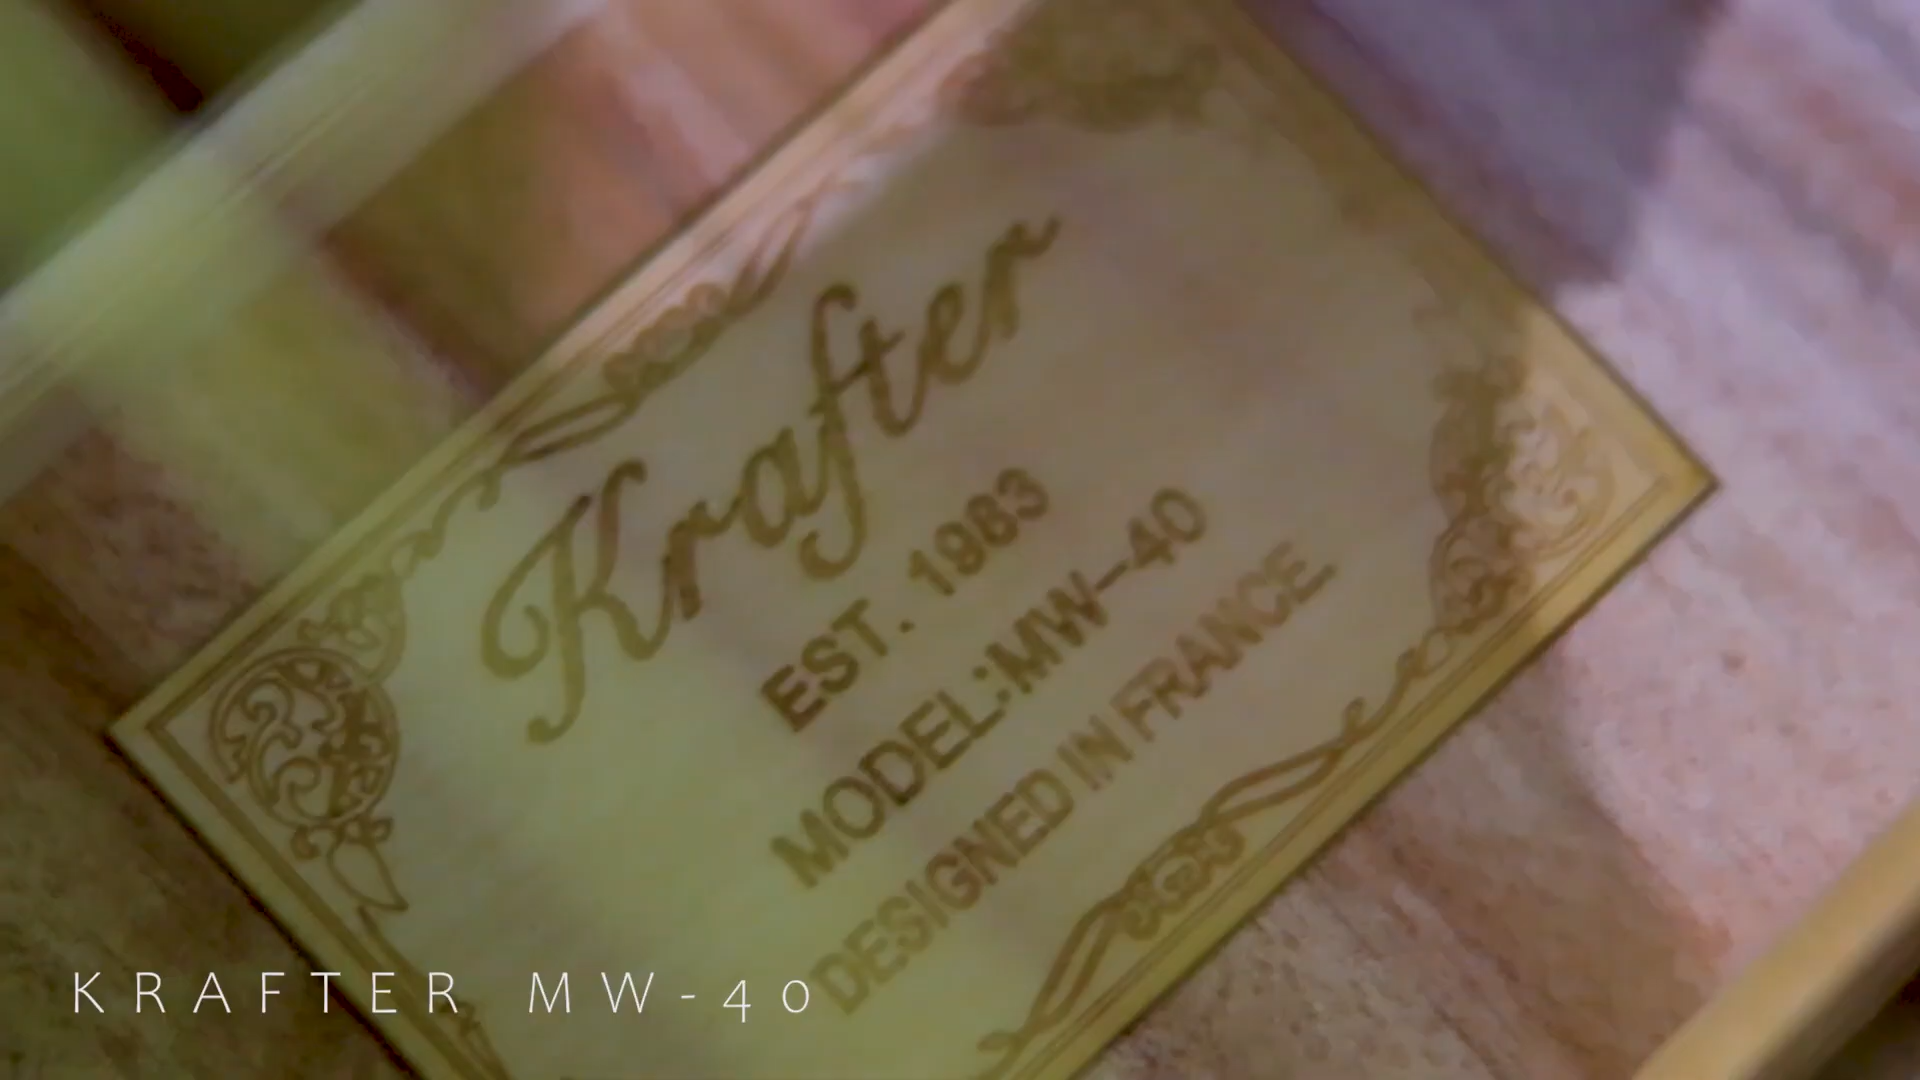 Krafter
EST. 1983
MODEL:MW-40
DESIGNED IN FRANCE
KRAFTER MW-40